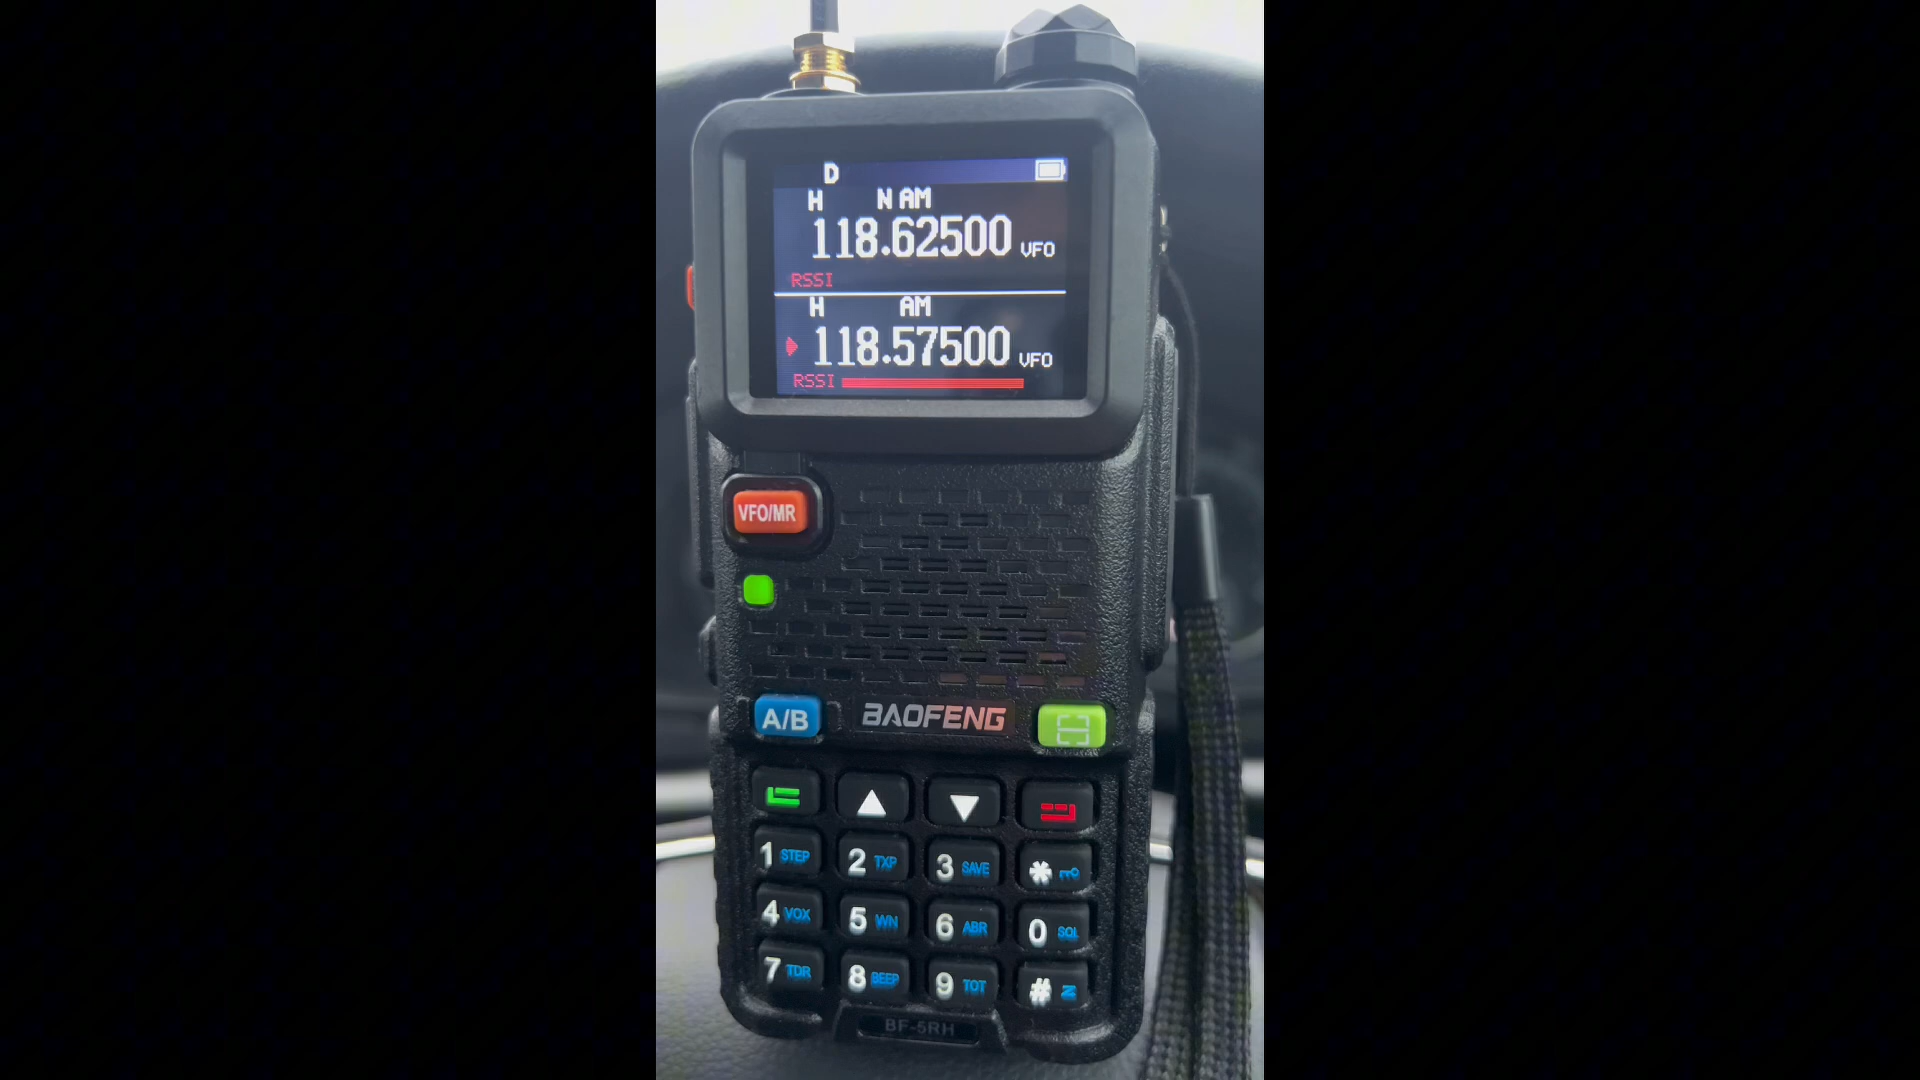 D
H N AM
118.62500 VFO
RSSI
H AM
118.57500 VFO
RSSI
VFO/MR
A/B BAOFENG
1 STEP 2 TXP 3 SAVE *
4 VOX 5 WN 6 ABR 0 SQL
7 TDR 8 BEEP 9 TOT #
BF-5RH